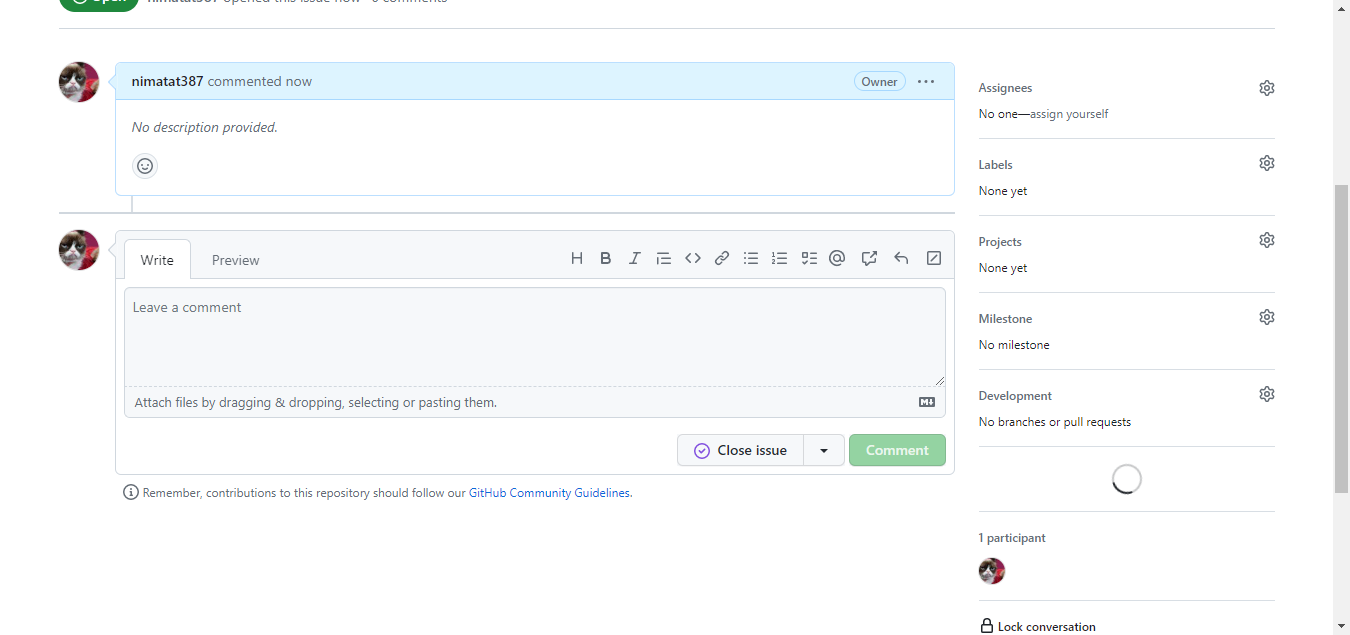 Open nimatat387 opened this issue now · 0 comments
nimatat387 commented now
Owner
No description provided.
Write
Preview
Leave a comment
Attach files by dragging & dropping, selecting or pasting them.
Close issue
Comment
Remember, contributions to this repository should follow our GitHub Community Guidelines.
Assignees
No one—assign yourself
Labels
None yet
Projects
None yet
Milestone
No milestone
Development
No branches or pull requests
1 participant
Lock conversation